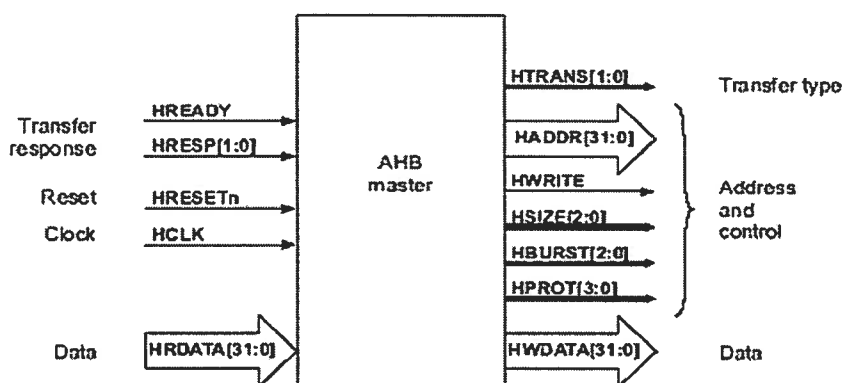 HTRANS[1:0]
Transfer type
HREADY
Transfer
response
HRESP[1:0]
HADDR[31:0]
AHB
master
HWRITE
Reset
HRESETn
Address
and
control
HSIZE[2:0]
Clock
HCLK
HBURST[2:0]
HPROT[3:0]
Data
HRDATA[31:0]
HWDATA[31:0]
Data